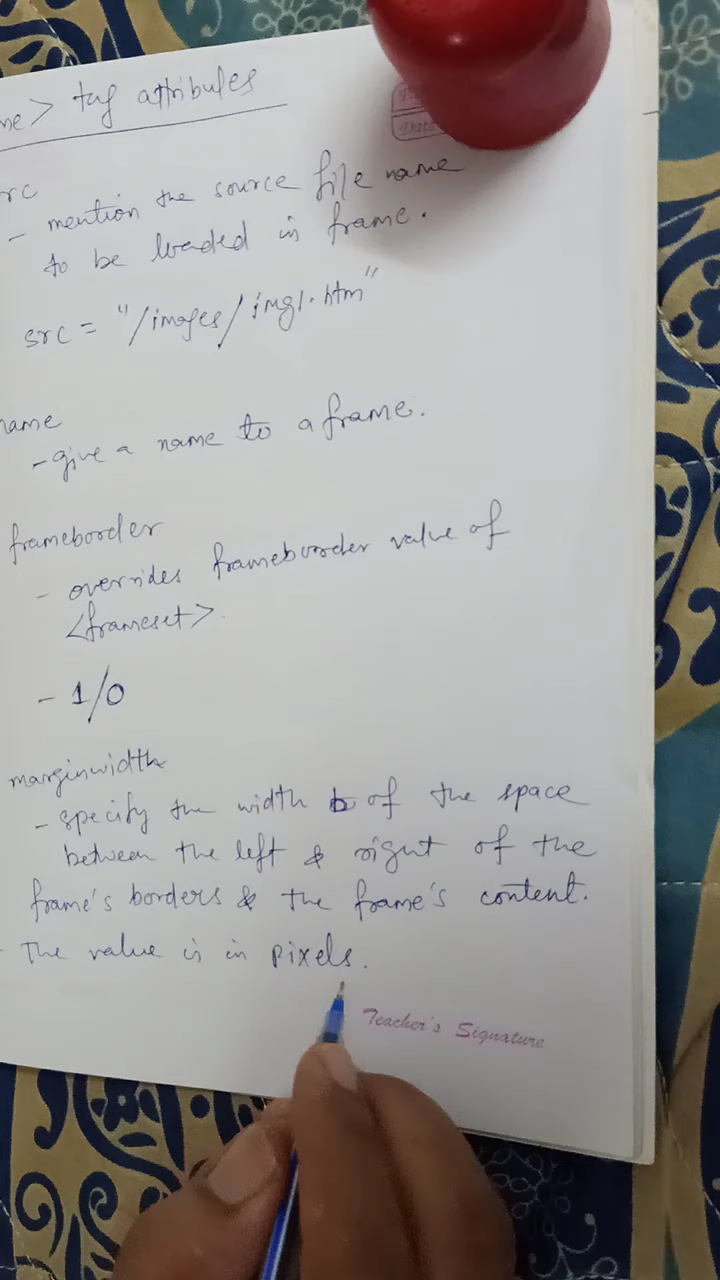 me> tag attributes
Date
rc
- mention the source file name
to be loaded in frame.
src = "/images/img1.htm"
name
- give a name to a frame.
frameborder
- overrides frameborder value of
<frameset>.
- 1/0
marginwidth
- specify the width of the space
between the left & right of the
frame's borders & the frame's content.
- The value is in pixels.
Teacher's Signature